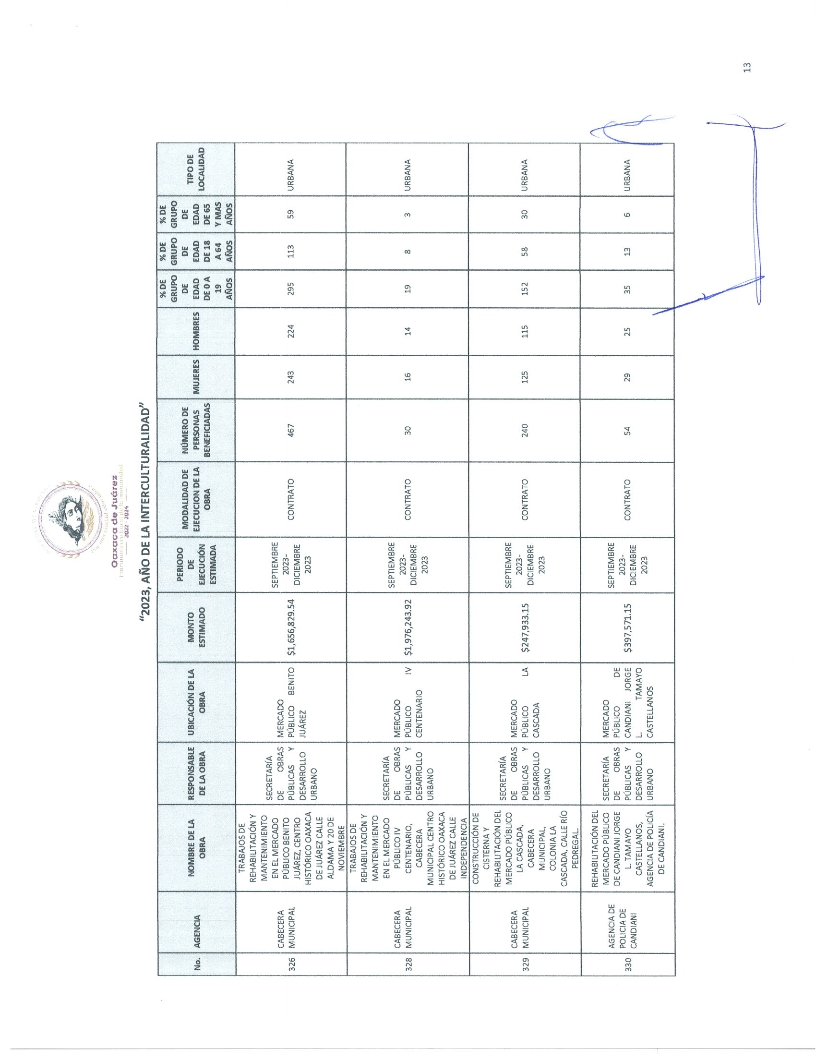 Oaxaca de Juárez
2022 - 2024
"2023, AÑO DE LA INTERCULTURALIDAD"
No.
AGENCIA
NOMBRE DE LA
OBRA
RESPONSABLE
DE LA OBRA
UBICACIÓN DE LA
OBRA
MONTO
ESTIMADO
PERIODO
DE
EJECUCIÓN
ESTIMADA
MODALIDAD DE
EJECUCION DE LA
OBRA
NÚMERO DE
PERSONAS
BENEFICIADAS
MUJERES
HOMBRES
% DE
GRUPO
DE
EDAD
DE 0 A
19
AÑOS
% DE
GRUPO
DE
EDAD
DE 18
A 64
AÑOS
% DE
GRUPO
DE
EDAD
DE 65
Y MAS
AÑOS
TIPO DE
LOCALIDAD
326
CABECERA
MUNICIPAL
TRABAJOS DE
REHABILITACIÓN Y
MANTENIMIENTO
EN EL MERCADO
PÚBLICO BENITO
JUÁREZ, CENTRO
HISTÓRICO OAXACA
DE JUÁREZ CALLE
ALDAMA Y 20 DE
NOVIEMBRE
SECRETARÍA
DE OBRAS
PÚBLICAS Y
DESARROLLO
URBANO
MERCADO
PÚBLICO BENITO
JUÁREZ
$1,656,829.54
SEPTIEMBRE
2023-
DICIEMBRE
2023
CONTRATO
467
243
224
295
113
59
URBANA
328
CABECERA
MUNICIPAL
TRABAJOS DE
REHABILITACIÓN Y
MANTENIMIENTO
EN EL MERCADO
PÚBLICO IV
CENTENARIO,
CABECERA
MUNICIPAL CENTRO
HISTÓRICO OAXACA
DE JUÁREZ CALLE
INDEPENDENCIA
SECRETARÍA
DE OBRAS
PÚBLICAS Y
DESARROLLO
URBANO
MERCADO
PÚBLICO IV
CENTENARIO
$1,976,243.92
SEPTIEMBRE
2023-
DICIEMBRE
2023
CONTRATO
30
16
14
19
8
3
URBANA
329
CABECERA
MUNICIPAL
CONSTRUCCIÓN DE
CISTERNA Y
REHABILITACIÓN DEL
MERCADO PÚBLICO
LA CASCADA,
CABECERA
MUNICIPAL,
COLONIA LA
CASCADA, CALLE RÍO
PEDREGAL.
SECRETARÍA
DE OBRAS
PÚBLICAS Y
DESARROLLO
URBANO
MERCADO
PÚBLICO LA
CASCADA
$247,933.15
SEPTIEMBRE
2023-
DICIEMBRE
2023
CONTRATO
240
125
115
152
58
30
URBANA
330
AGENCIA DE
POLICIA DE
CANDIANI
REHABILITACIÓN DEL
MERCADO PÚBLICO
DE CANDIANI JORGE
L. TAMAYO
CASTELLANOS,
AGENCIA DE POLICÍA
DE CANDIANI.
SECRETARÍA
DE OBRAS
PÚBLICAS Y
DESARROLLO
URBANO
MERCADO
PÚBLICO DE
CANDIANI JORGE
L. TAMAYO
CASTELLANOS
$397,571.15
SEPTIEMBRE
2023-
DICIEMBRE
2023
CONTRATO
54
29
25
35
13
6
URBANA
13